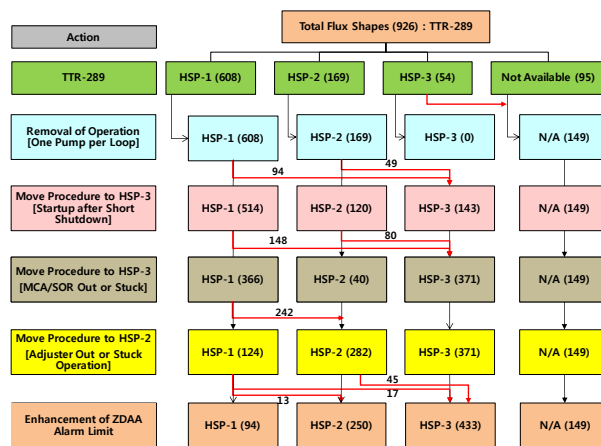 Total Flux Shapes (926) : TTR-289
Action
TTR-289
HSP-1 (608)
HSP-2 (169)
HSP-3 (54)
Not Available (95)
Removal of Operation
[One Pump per Loop]
HSP-1 (608)
HSP-2 (169)
HSP-3 (0)
N/A (149)
94
49
Move Procedure to HSP-3
[Startup after Short
Shutdown]
HSP-1 (514)
HSP-2 (120)
HSP-3 (143)
N/A (149)
148
80
Move Procedure to HSP-3
[MCA/SOR Out or Stuck]
HSP-1 (366)
HSP-2 (40)
HSP-3 (371)
N/A (149)
242
Move Procedure to HSP-2
[Adjuster Out or Stuck
Operation]
HSP-1 (124)
HSP-2 (282)
HSP-3 (371)
N/A (149)
45
13
17
Enhancement of ZDAA
Alarm Limit
HSP-1 (94)
HSP-2 (250)
HSP-3 (433)
N/A (149)